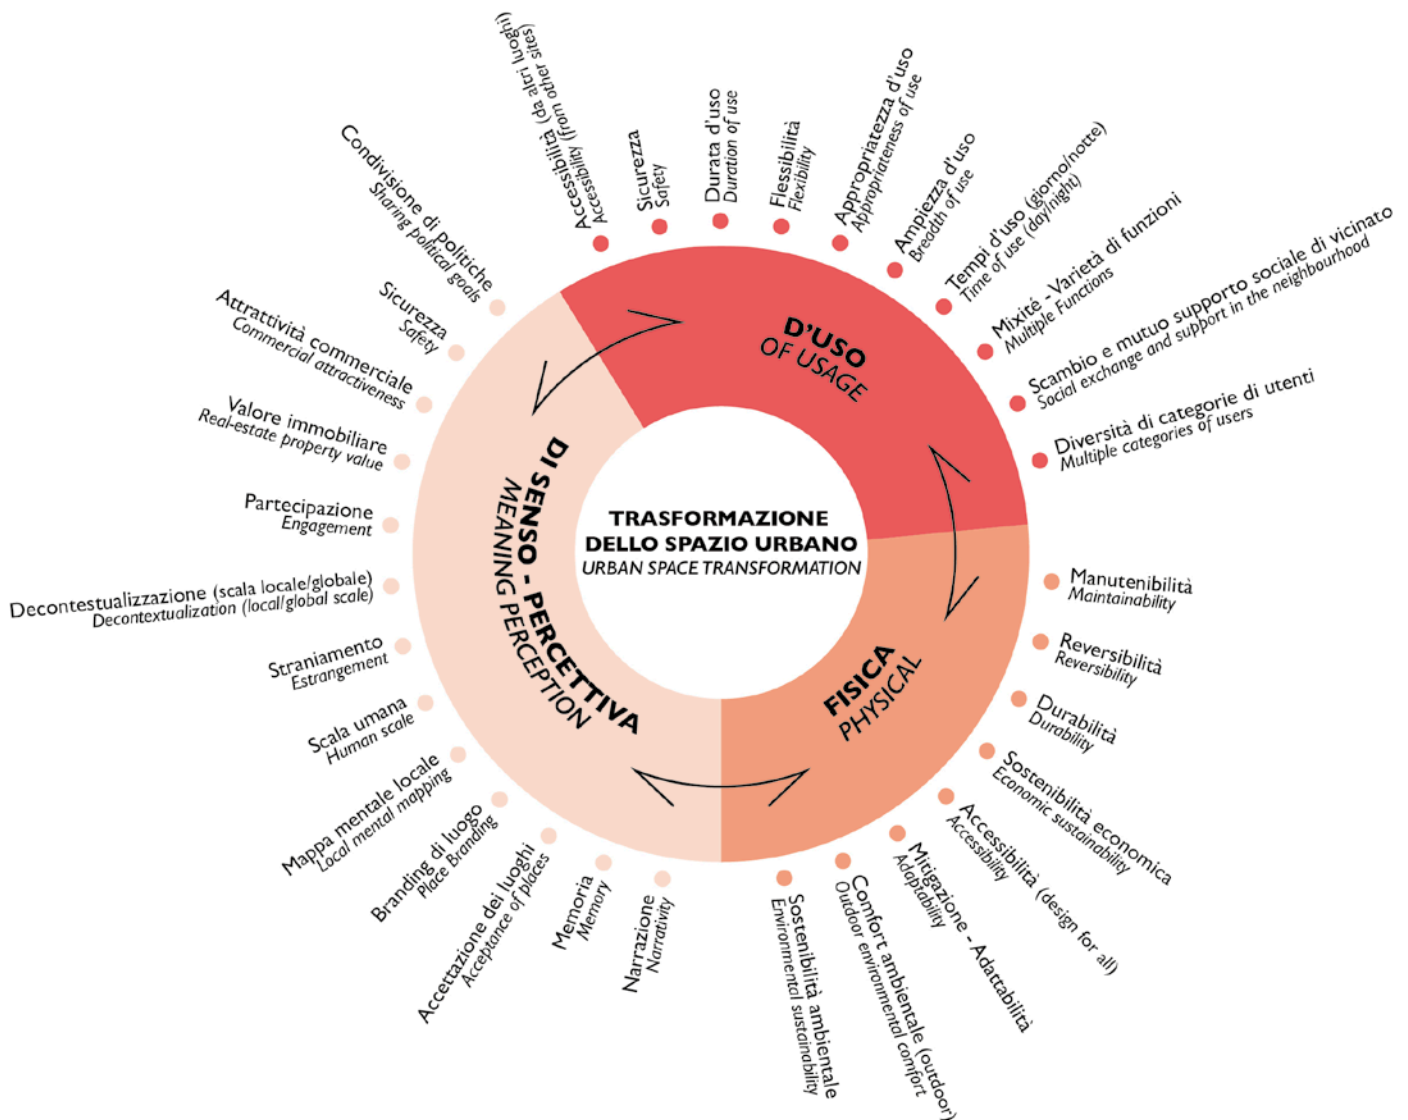 TRASFORMAZIONE
DELLO SPAZIO URBANO
URBAN SPACE TRANSFORMATION
D'USO
OF USAGE
Accessibilità (da altri luoghi)
Accessibility (from other sites)
Sicurezza
Safety
Durata d'uso
Duration of use
Flessibilità
Flexibility
Appropriatezza d'uso
Appropriateness of use
Ampiezza d'uso
Breadth of use
Tempi d'uso (giorno/notte)
Time of use (day/night)
Mixité - Varietà di funzioni
Multiple Functions
Scambio e mutuo supporto sociale di vicinato
Social exchange and support in the neighbourhood
Diversità di categorie di utenti
Multiple categories of users
FISICA
PHYSICAL
Manutenibilità
Maintainability
Reversibilità
Reversibility
Durabilità
Durability
Sostenibilità economica
Economic sustainability
Accessibilità (design for all)
Accessibility
Mitigazione - Adattabilità
Adaptability
Comfort ambientale (outdoor)
Outdoor environmental comfort
Sostenibilità ambientale
Environmental sustainability
DI SENSO - PERCETTIVA
MEANING PERCEPTION
Narrazione
Narrativity
Memoria
Memory
Accettazione dei luoghi
Acceptance of places
Branding di luogo
Place Branding
Mappa mentale locale
Local mental mapping
Scala umana
Human scale
Straniamento
Estrangement
Decontestualizzazione (scala locale/globale)
Decontextualization (local/global scale)
Partecipazione
Engagement
Valore immobiliare
Real-estate property value
Attrattività commerciale
Commercial attractiveness
Sicurezza
Safety
Condivisione di politiche
Sharing political goals